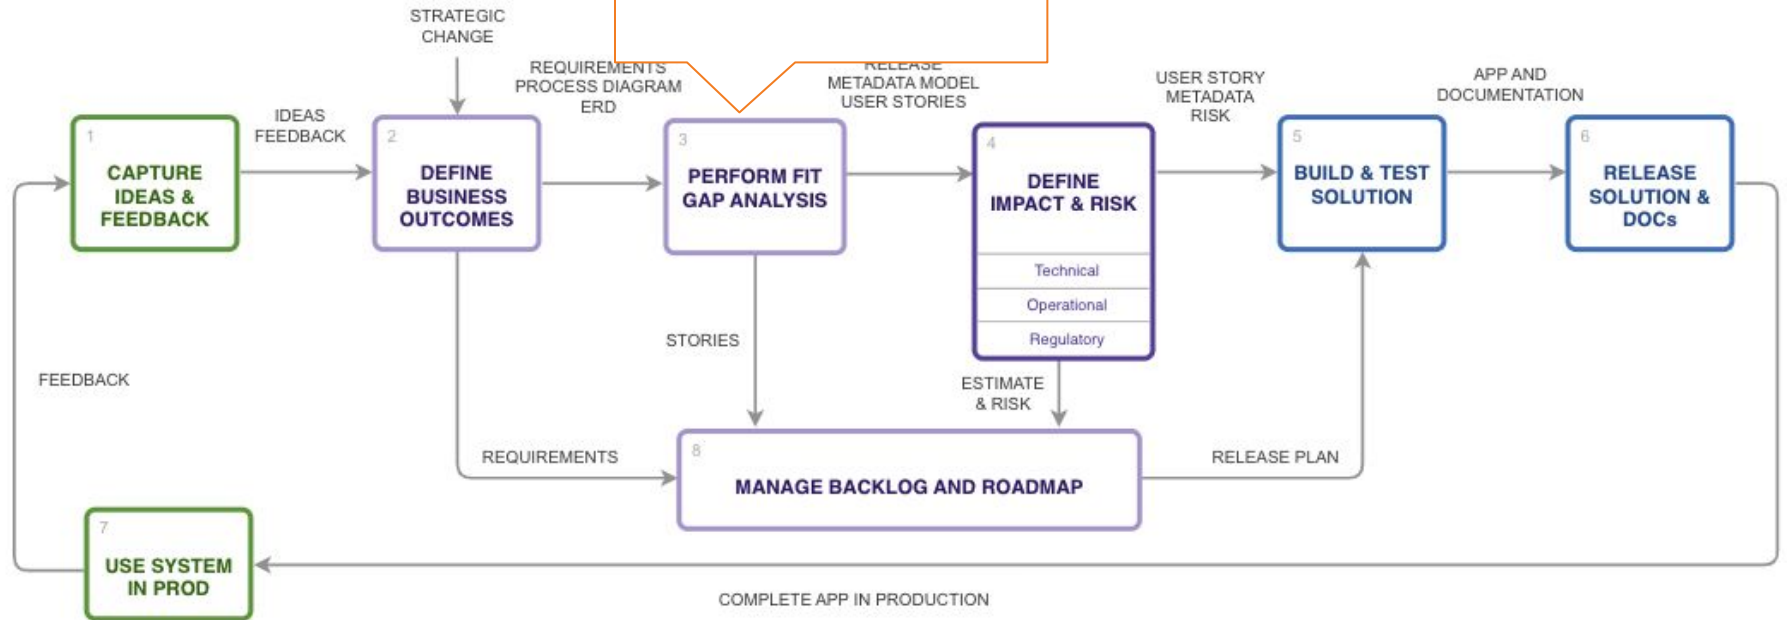 STRATEGIC
CHANGE
REQUIREMENTS
PROCESS DIAGRAM
ERD
RELEASE
METADATA MODEL
USER STORIES
USER STORY
METADATA
RISK
APP AND
DOCUMENTATION
IDEAS
FEEDBACK
1
CAPTURE
IDEAS &
FEEDBACK
2
DEFINE
BUSINESS
OUTCOMES
3
PERFORM FIT
GAP ANALYSIS
4
DEFINE
IMPACT & RISK
Technical
Operational
Regulatory
5
BUILD & TEST
SOLUTION
6
RELEASE
SOLUTION &
DOCs
STORIES
FEEDBACK
ESTIMATE
& RISK
REQUIREMENTS
8
MANAGE BACKLOG AND ROADMAP
RELEASE PLAN
7
USE SYSTEM
IN PROD
COMPLETE APP IN PRODUCTION